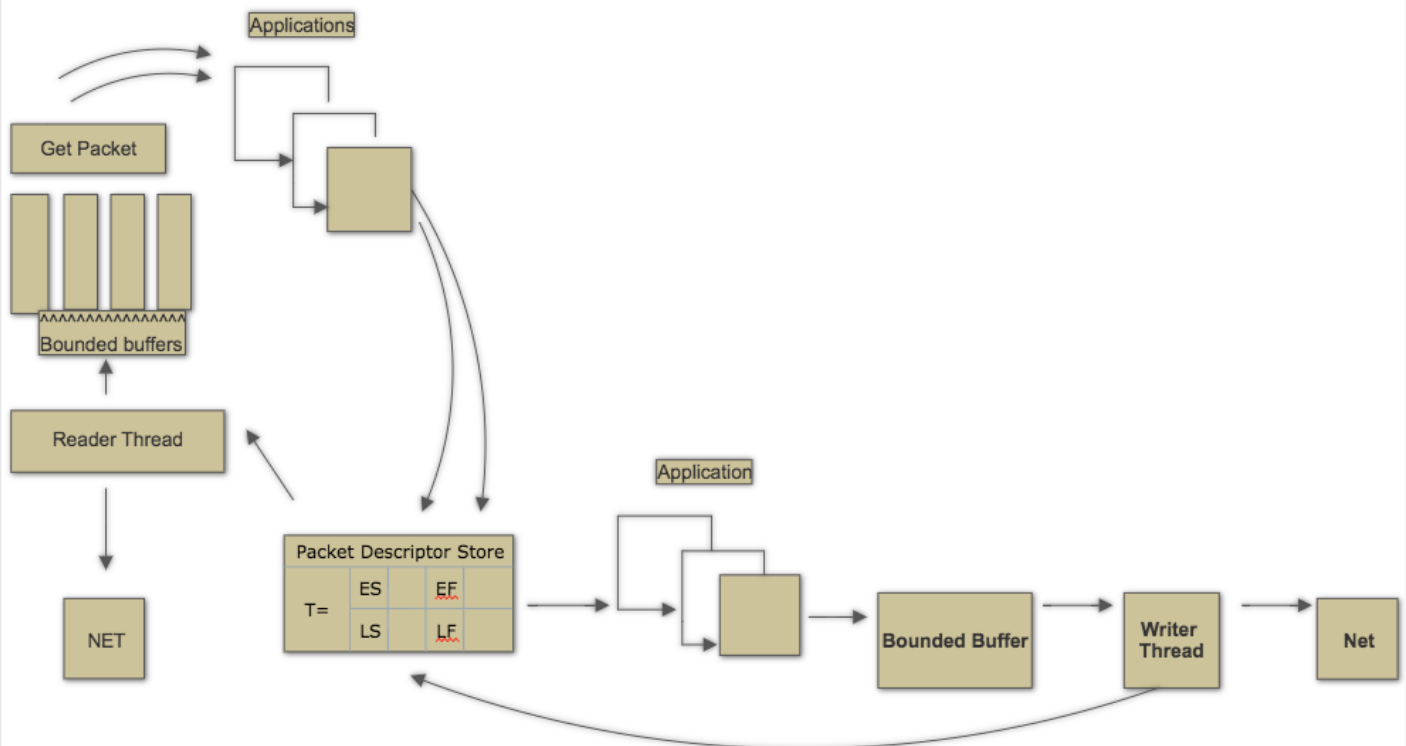 Applications
Get Packet
^^^^^^^^^^^^^^^^
Bounded buffers
Reader Thread
NET
Packet Descriptor Store
T=
ES EF
LS LF
Application
Bounded Buffer
Writer
Thread
Net